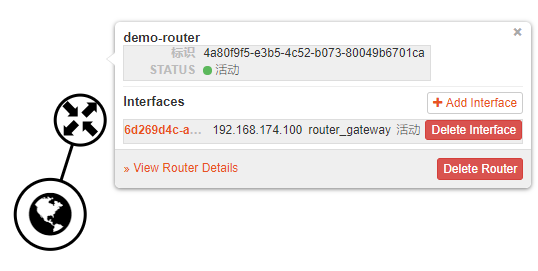 demo-router
×
标识 4a80f9f5-e3b5-4c52-b073-80049b6701ca
STATUS 活动
Interfaces
+ Add Interface
6d269d4c-a... 192.168.174.100 router_gateway 活动 Delete Interface
» View Router Details
Delete Router